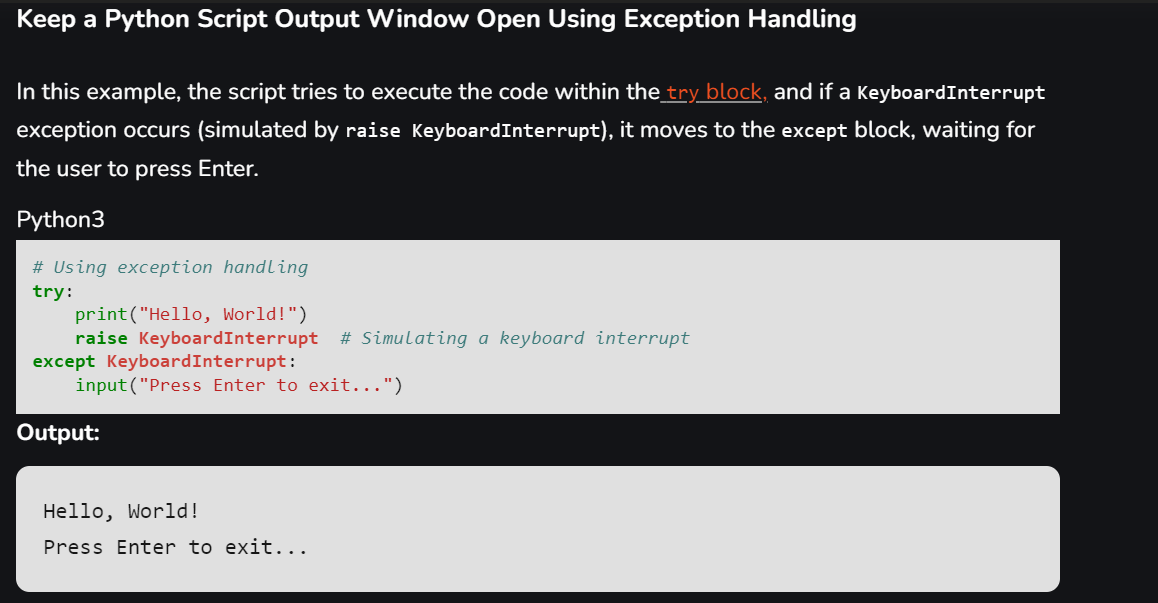 Keep a Python Script Output Window Open Using Exception Handling
In this example, the script tries to execute the code within the try block, and if a KeyboardInterrupt
exception occurs (simulated by raise KeyboardInterrupt), it moves to the except block, waiting for
the user to press Enter.
Python3
# Using exception handling
try:
    print("Hello, World!")
    raise KeyboardInterrupt  # Simulating a keyboard interrupt
except KeyboardInterrupt:
    input("Press Enter to exit...")
Output:
Hello, World!
Press Enter to exit...